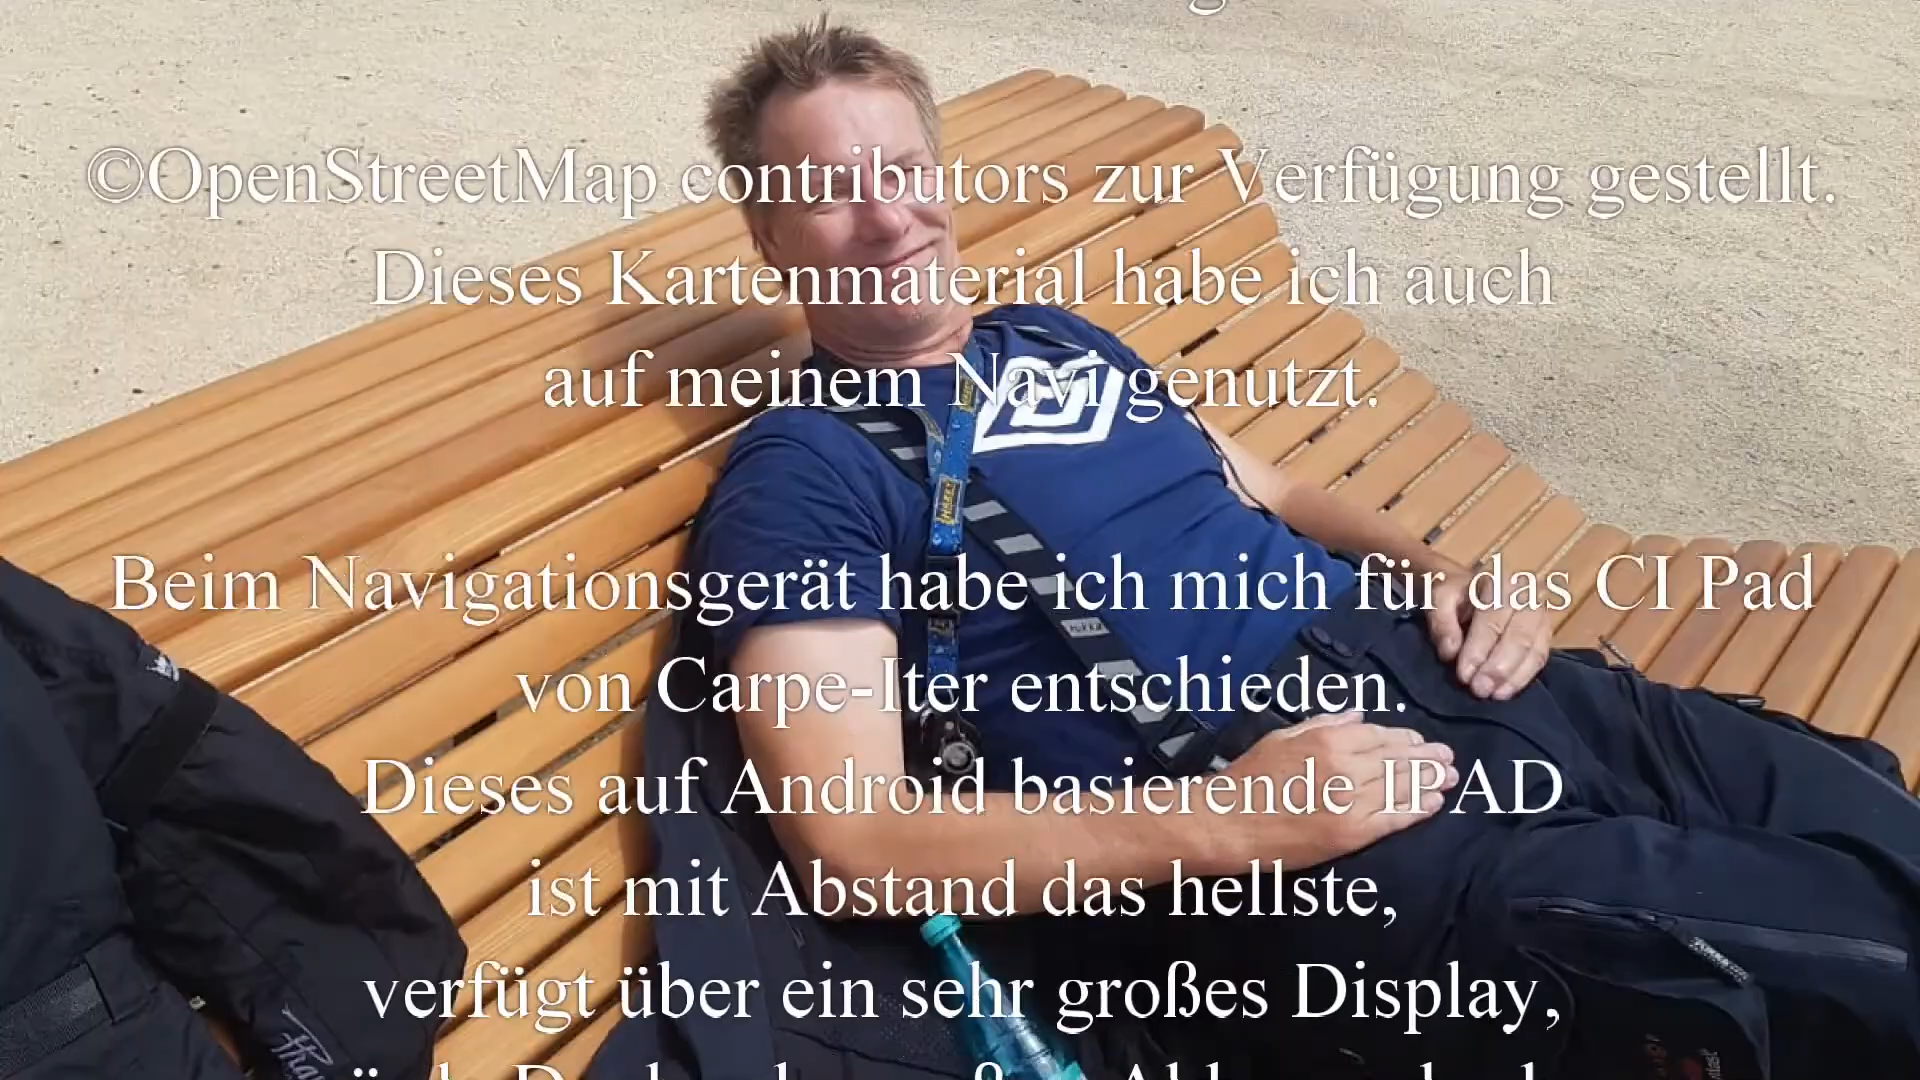 ©OpenStreetMap contributors zur Verfügung gestellt.
Dieses Kartenmaterial habe ich auch
auf meinem Navi genutzt.
Beim Navigationsgerät habe ich mich für das CI Pad
von Carpe-Iter entschieden.
Dieses auf Android basierende IPAD
ist mit Abstand das hellste,
verfügt über ein sehr großes Display,
rukka